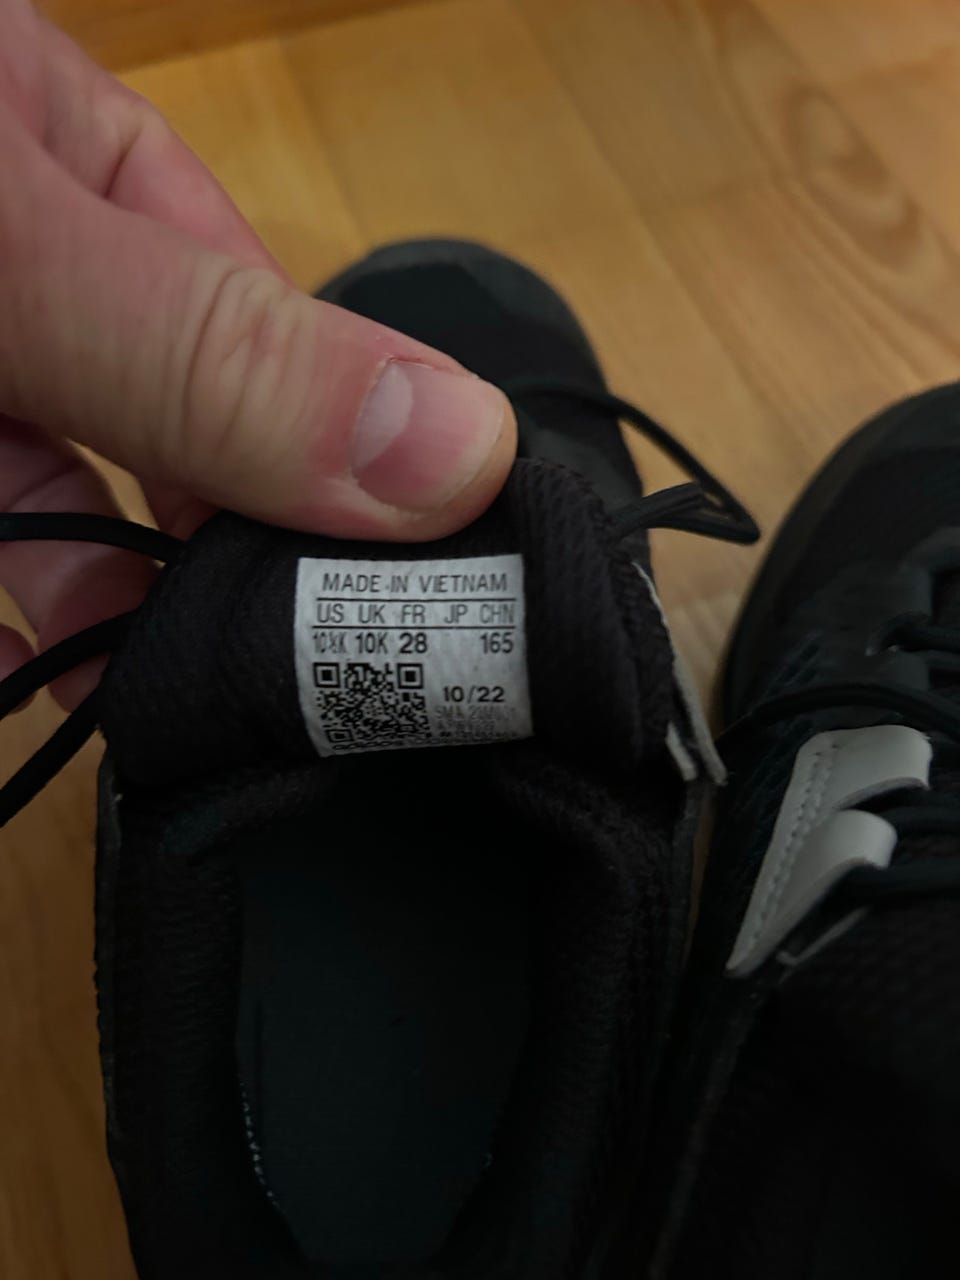 MADE IN VIETNAM
US UK FR JP CHN
10½K 10K 28 165
10/22